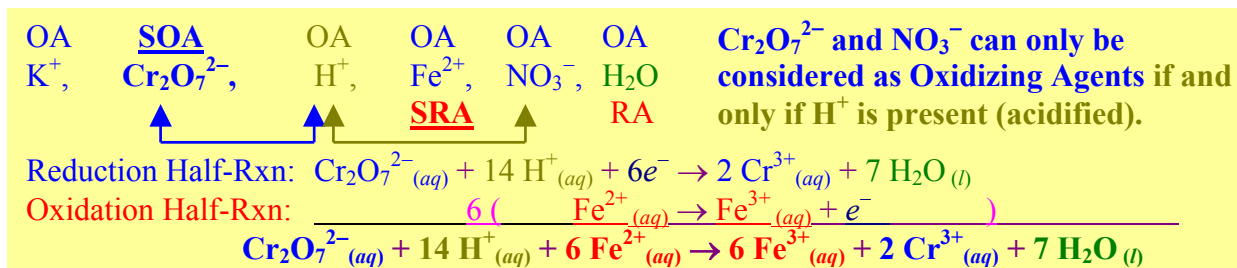 OA SOA OA OA OA OA Cr₂O₇²⁻ and NO₃⁻ can only be
K⁺, Cr₂O₇²⁻, H⁺, Fe²⁺, NO₃⁻, H₂O considered as Oxidizing Agents if and
SRA RA only if H⁺ is present (acidified).
Reduction Half-Rxn: Cr₂O₇²⁻(aq) + 14 H⁺(aq) + 6e⁻ → 2 Cr³⁺(aq) + 7 H₂O (l)
Oxidation Half-Rxn: 6 ( Fe²⁺(aq) → Fe³⁺(aq) + e⁻ )
Cr₂O₇²⁻(aq) + 14 H⁺(aq) + 6 Fe²⁺(aq) → 6 Fe³⁺(aq) + 2 Cr³⁺(aq) + 7 H₂O (l)